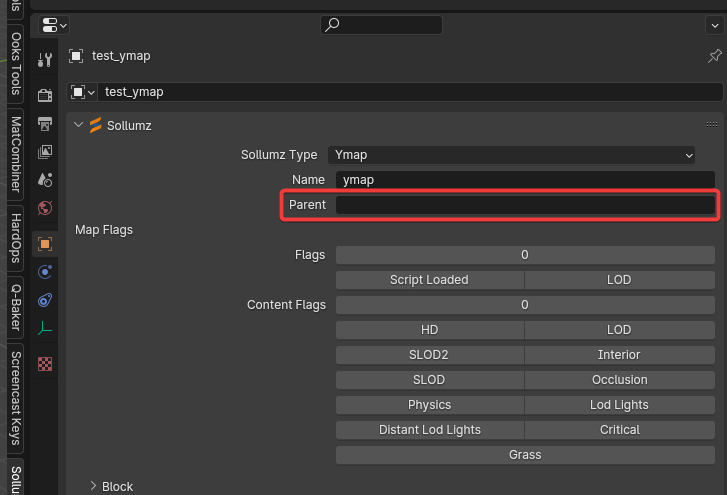 ols
Ooks Tools
MatCombiner
HardOps
Q-Baker
Screencast Keys
Sollu
test_ymap
test_ymap
Sollumz
Sollumz Type Ymap
Name ymap
Parent
Map Flags
Flags 0
Script Loaded LOD
Content Flags 0
HD LOD
SLOD2 Interior
SLOD Occlusion
Physics Lod Lights
Distant Lod Lights Critical
Grass
Block